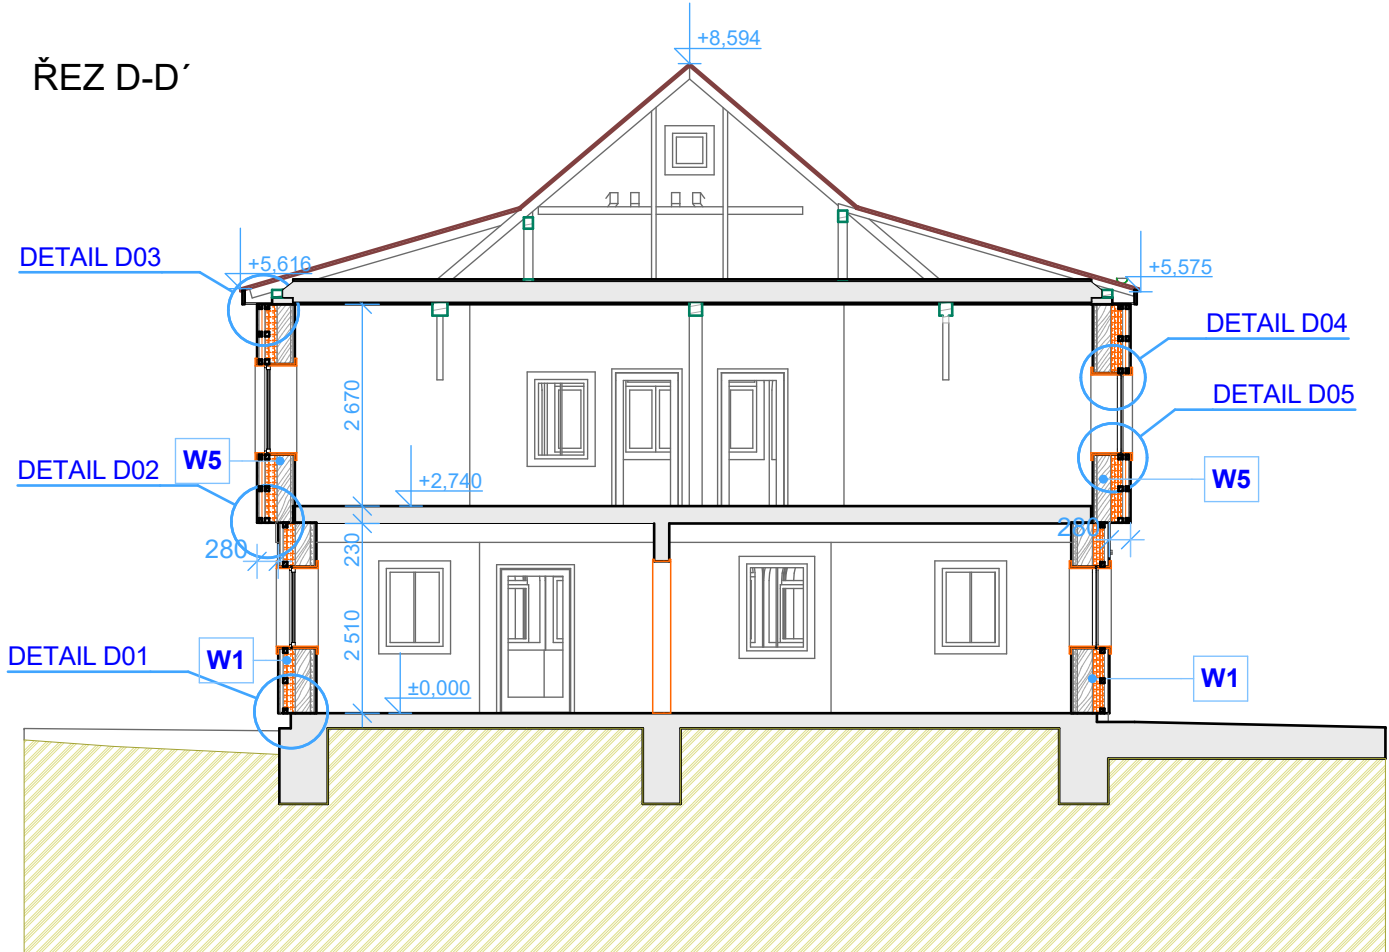 ŘEZ D-D´
+8,594
DETAIL D03
+5,616
+5,575
DETAIL D04
DETAIL D05
2 670
W5
DETAIL D02
+2,740
W5
280
230
280
2 510
DETAIL D01
W1
±0,000
W1